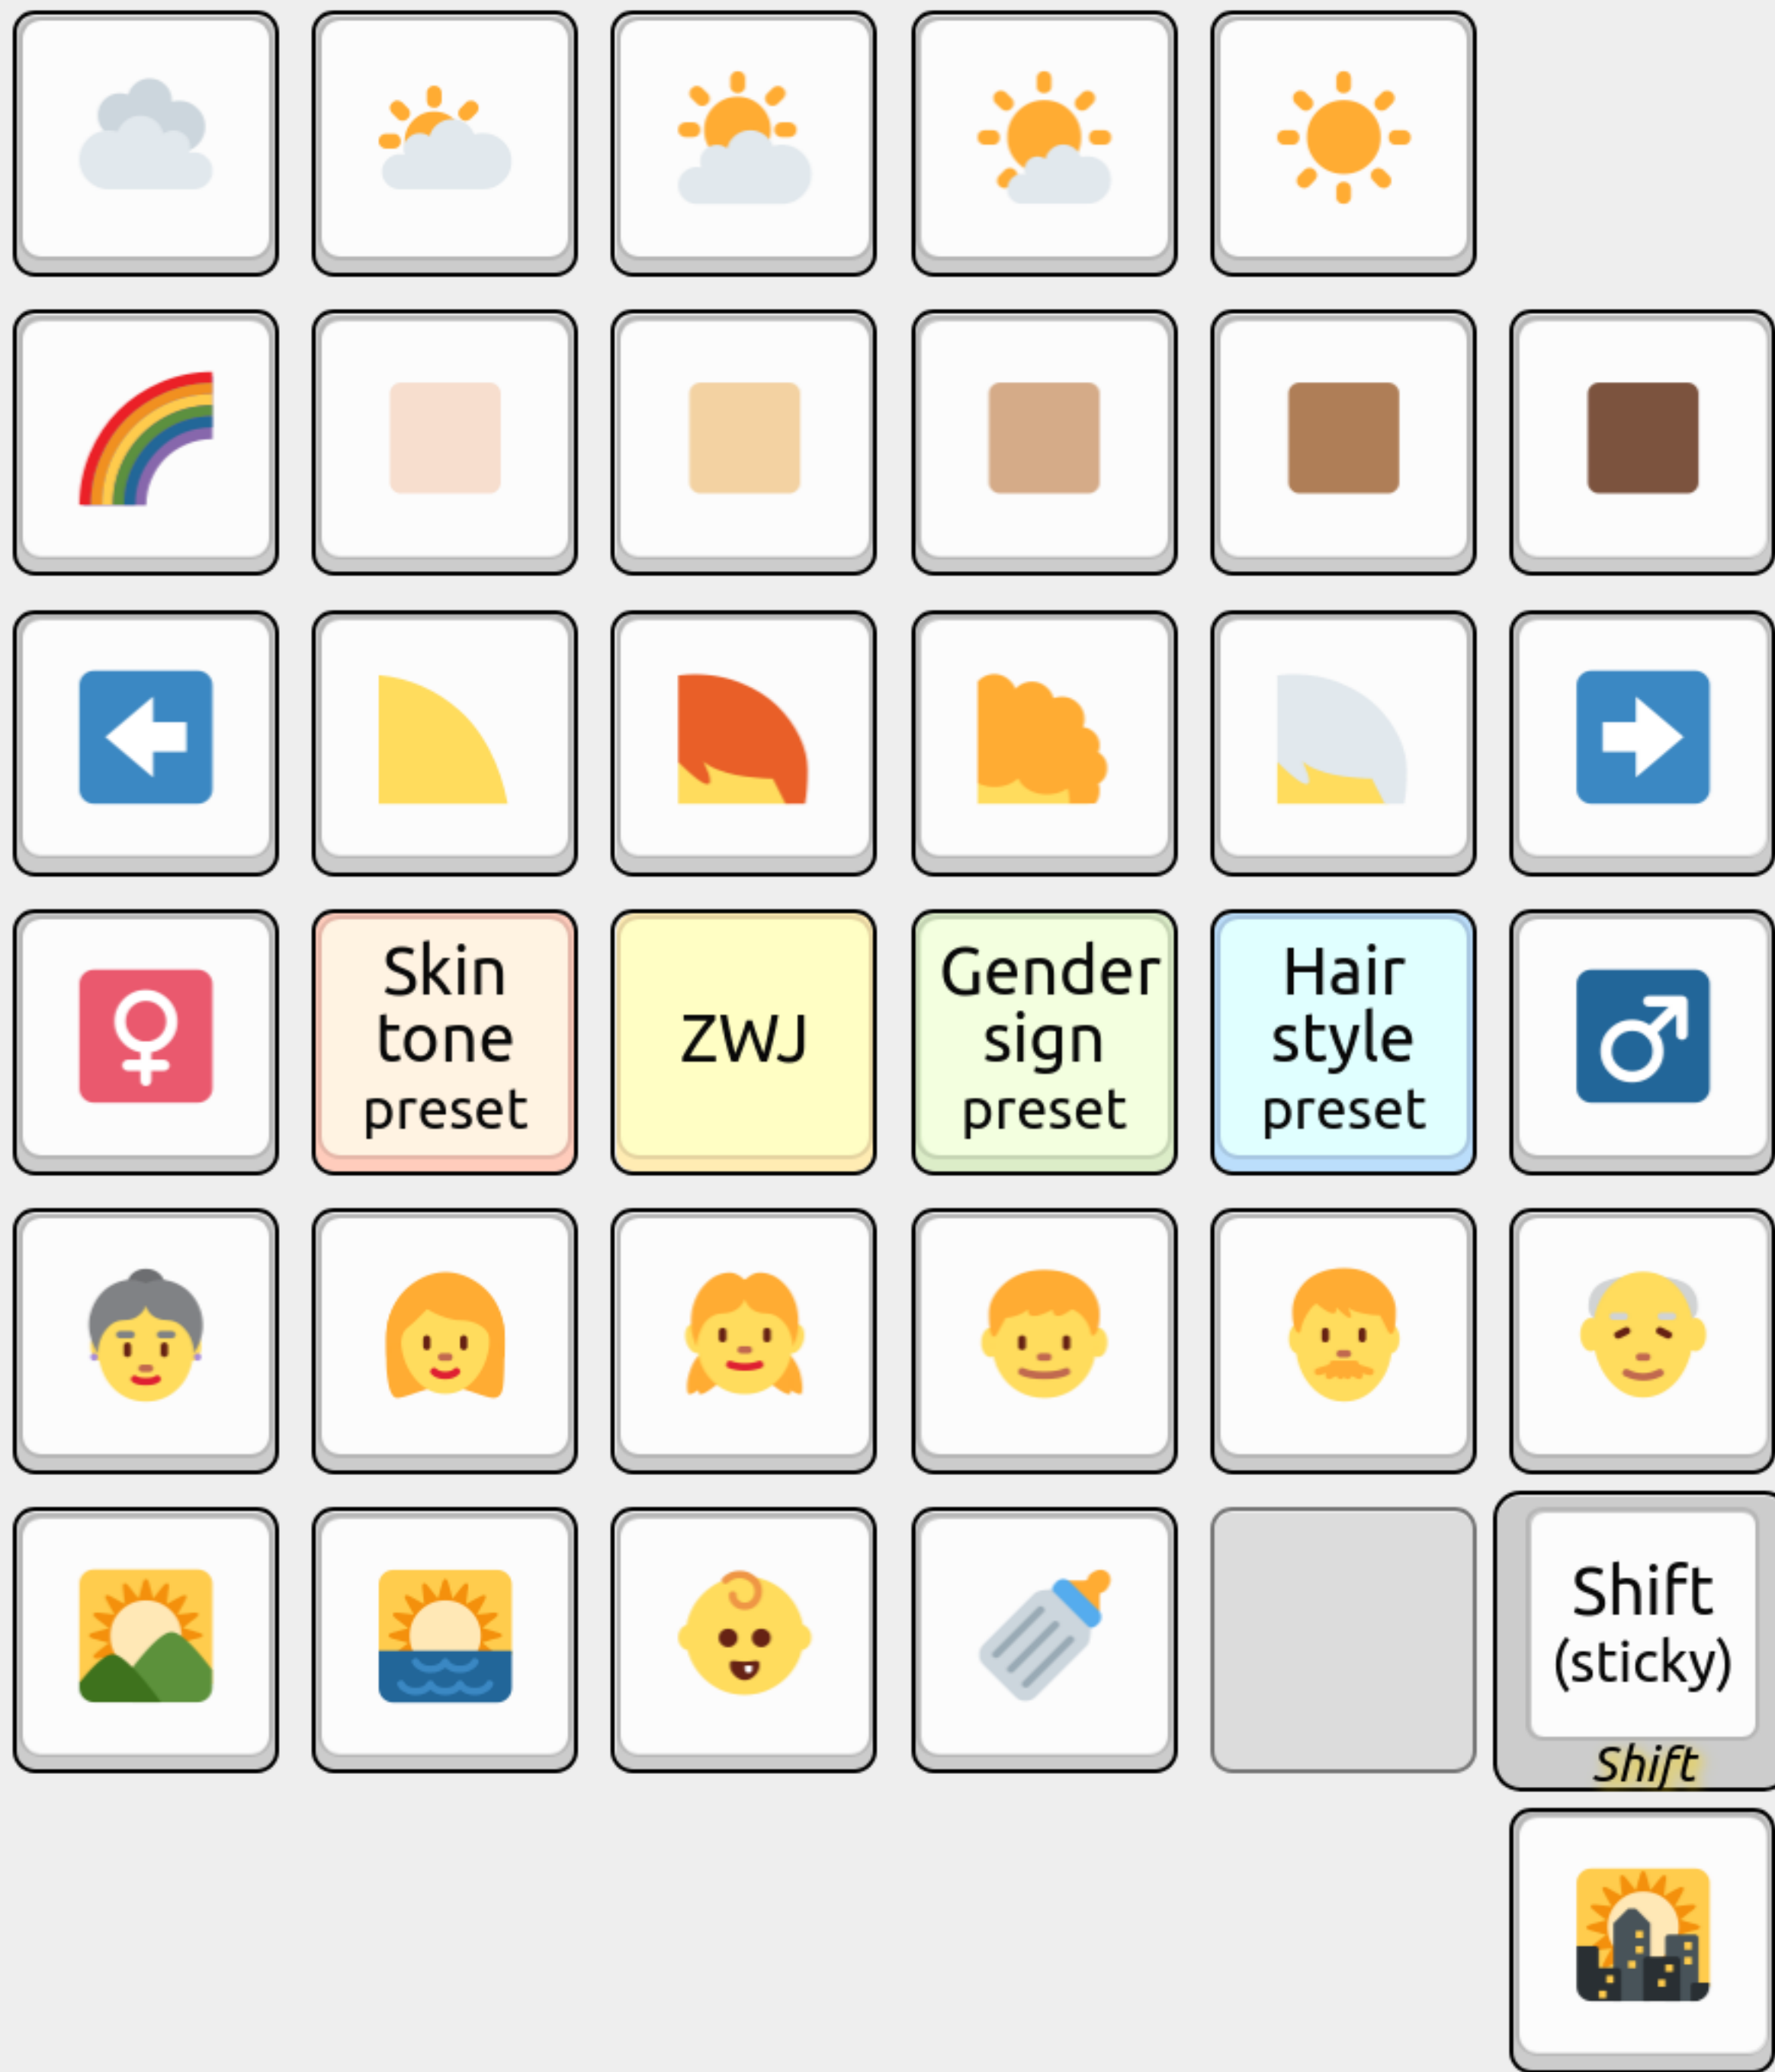 Skin
tone
preset
ZWJ
Gender
sign
preset
Hair
style
preset
Shift
(sticky)
Shift